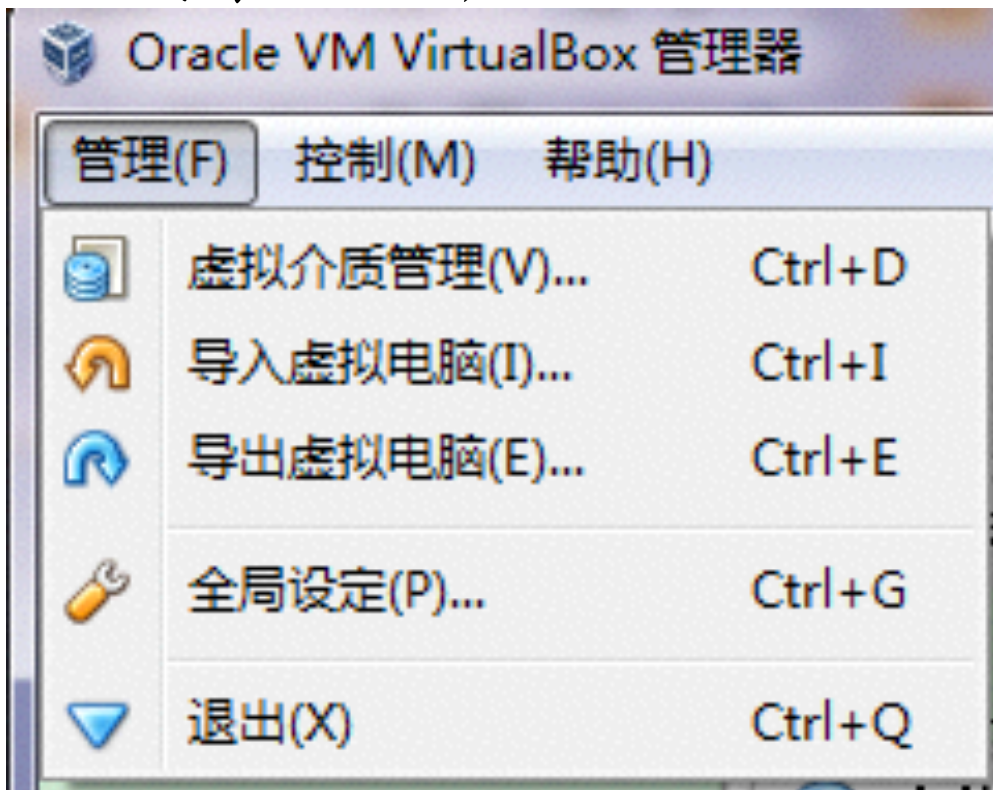 Oracle VM VirtualBox 管理器
管理(F) 控制(M) 帮助(H)
虚拟介质管理(V)... Ctrl+D
导入虚拟电脑(I)... Ctrl+I
导出虚拟电脑(E)... Ctrl+E
全局设定(P)... Ctrl+G
退出(X) Ctrl+Q